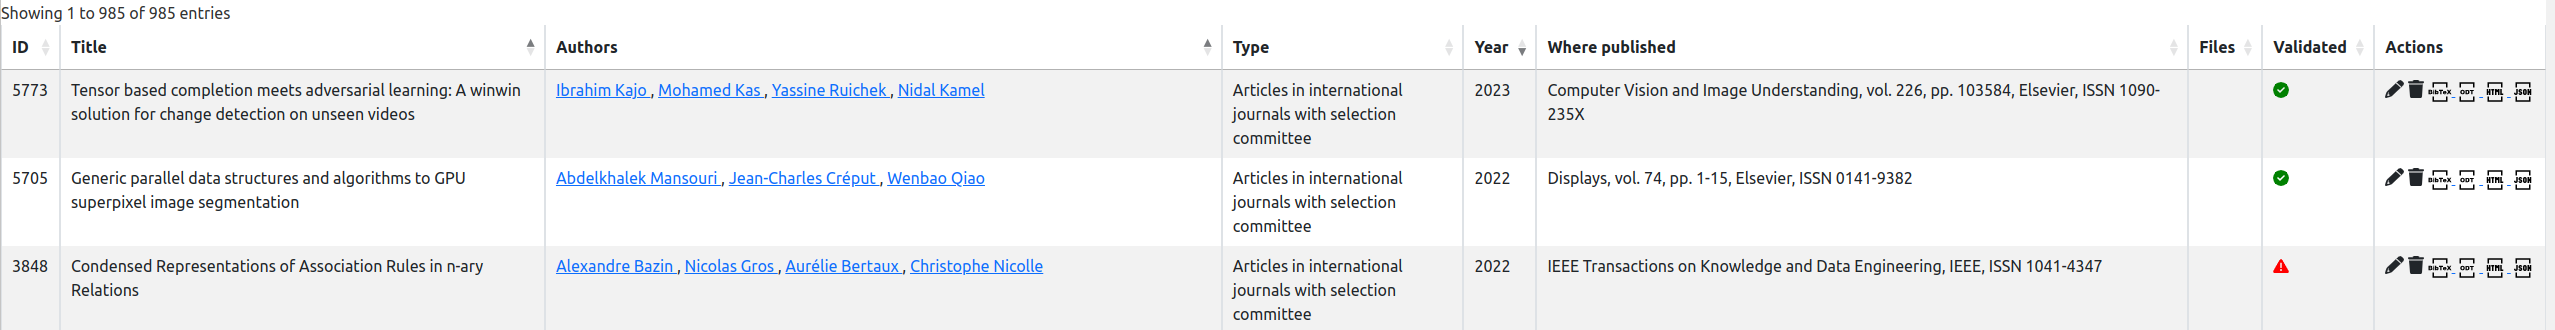 Showing 1 to 985 of 985 entries
ID Title Authors Type Year Where published Files Validated Actions
5773 Tensor based completion meets adversarial learning: A winwin Ibrahim Kajo , Mohamed Kas , Yassine Ruichek , Nidal Kamel Articles in international 2023 Computer Vision and Image Understanding, vol. 226, pp. 103584, Elsevier, ISSN 1090- BibTeX ODT HTML JSON
solution for change detection on unseen videos journals with selection 235X
committee
5705 Generic parallel data structures and algorithms to GPU Abdelkhalek Mansouri , Jean-Charles Créput , Wenbao Qiao Articles in international 2022 Displays, vol. 74, pp. 1-15, Elsevier, ISSN 0141-9382 BibTeX ODT HTML JSON
superpixel image segmentation journals with selection
committee
3848 Condensed Representations of Association Rules in n-ary Alexandre Bazin , Nicolas Gros , Aurélie Bertaux , Christophe Nicolle Articles in international 2022 IEEE Transactions on Knowledge and Data Engineering, IEEE, ISSN 1041-4347 BibTeX ODT HTML JSON
Relations journals with selection
committee